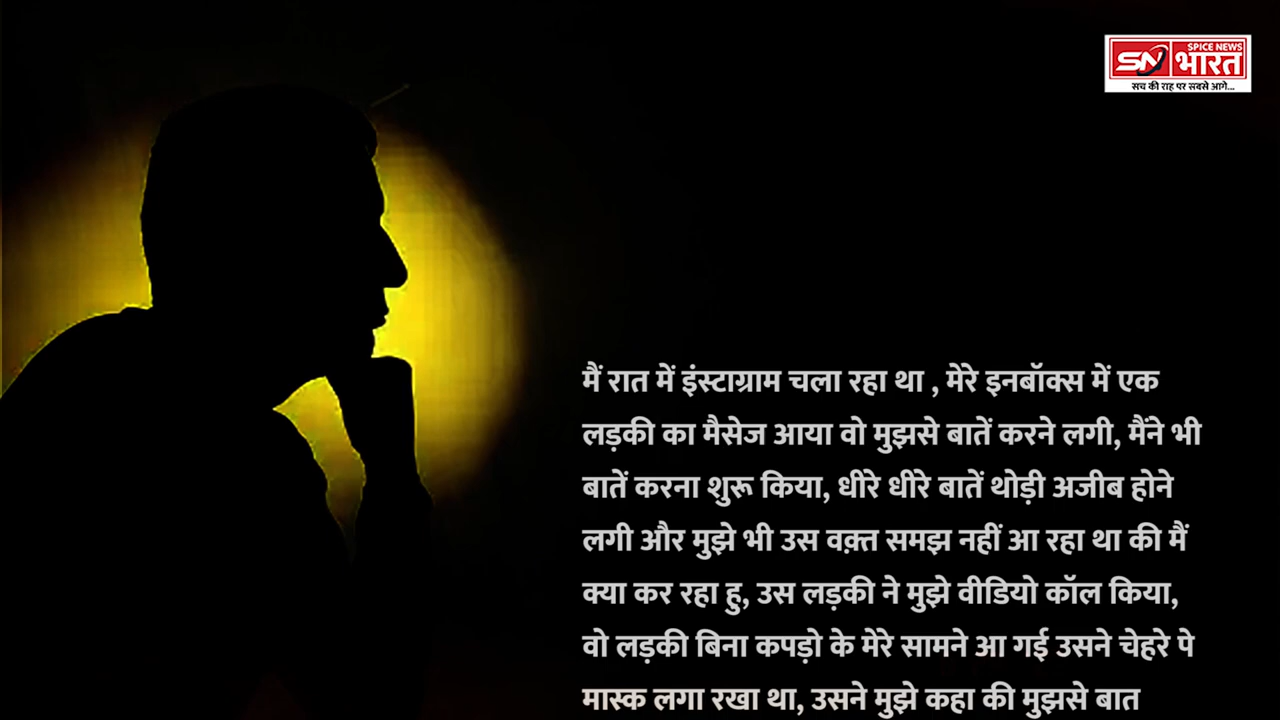 SPICE NEWS
SN भारत
सच की राह पर सबसे आगे...
मैं रात में इंस्टाग्राम चला रहा था , मेरे इनबॉक्स में एक
लड़की का मैसेज आया वो मुझसे बातें करने लगी, मैंने भी
बातें करना शुरू किया, धीरे धीरे बातें थोड़ी अजीब होने
लगी और मुझे भी उस वक़्त समझ नहीं आ रहा था की मैं
क्या कर रहा हु, उस लड़की ने मुझे वीडियो कॉल किया,
वो लड़की बिना कपड़ो के मेरे सामने आ गई उसने चेहरे पे
मास्क लगा रखा था, उसने मुझे कहा की मुझसे बात